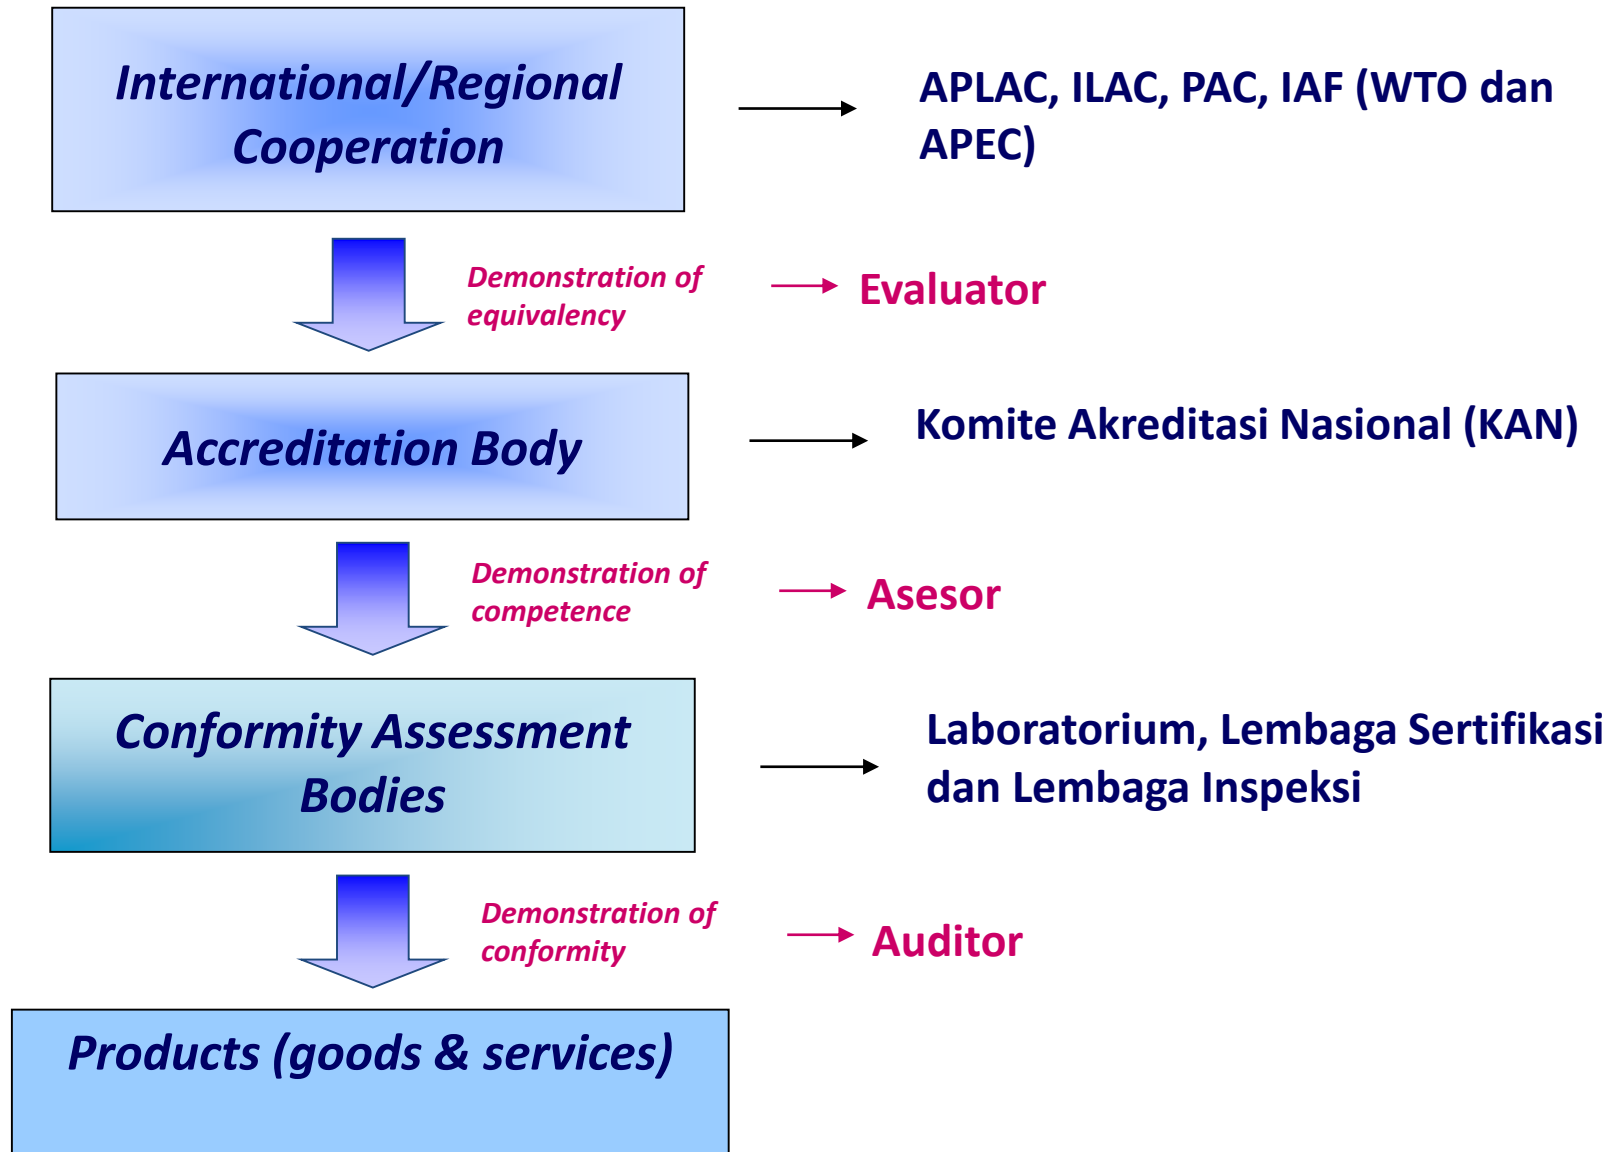 International/Regional
Cooperation
APLAC, ILAC, PAC, IAF (WTO dan
APEC)
Demonstration of
equivalency
Evaluator
Accreditation Body
Komite Akreditasi Nasional (KAN)
Demonstration of
competence
Asesor
Conformity Assessment
Bodies
Laboratorium, Lembaga Sertifikasi
dan Lembaga Inspeksi
Demonstration of
conformity
Auditor
Products (goods & services)